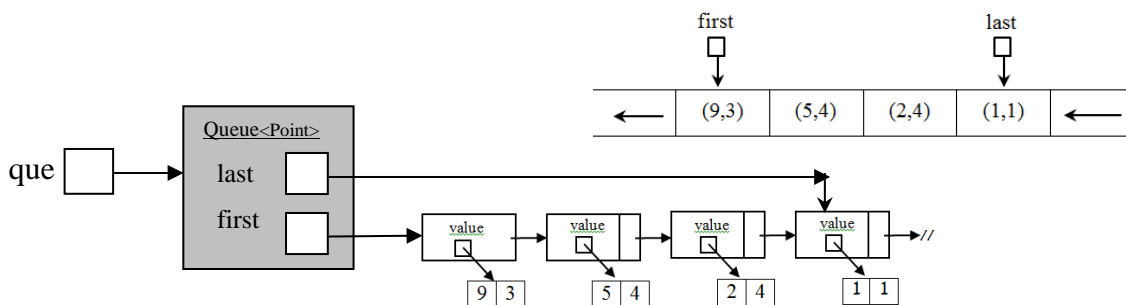 first last
(9,3) (5,4) (2,4) (1,1)
Queue<Point>
que
last
first
value value value value
//
9 3 5 4 2 4 1 1